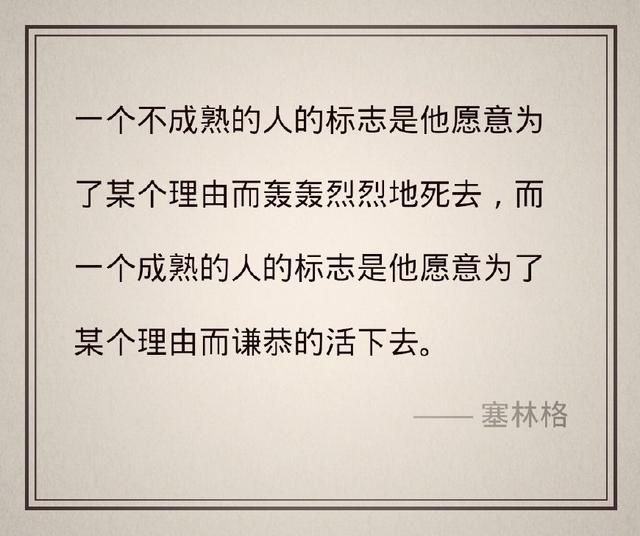 一个不成熟的人的标志是他愿意为
了某个理由而轰轰烈烈地死去，而
一个成熟的人的标志是他愿意为了
某个理由而谦恭的活下去。
—— 塞林格